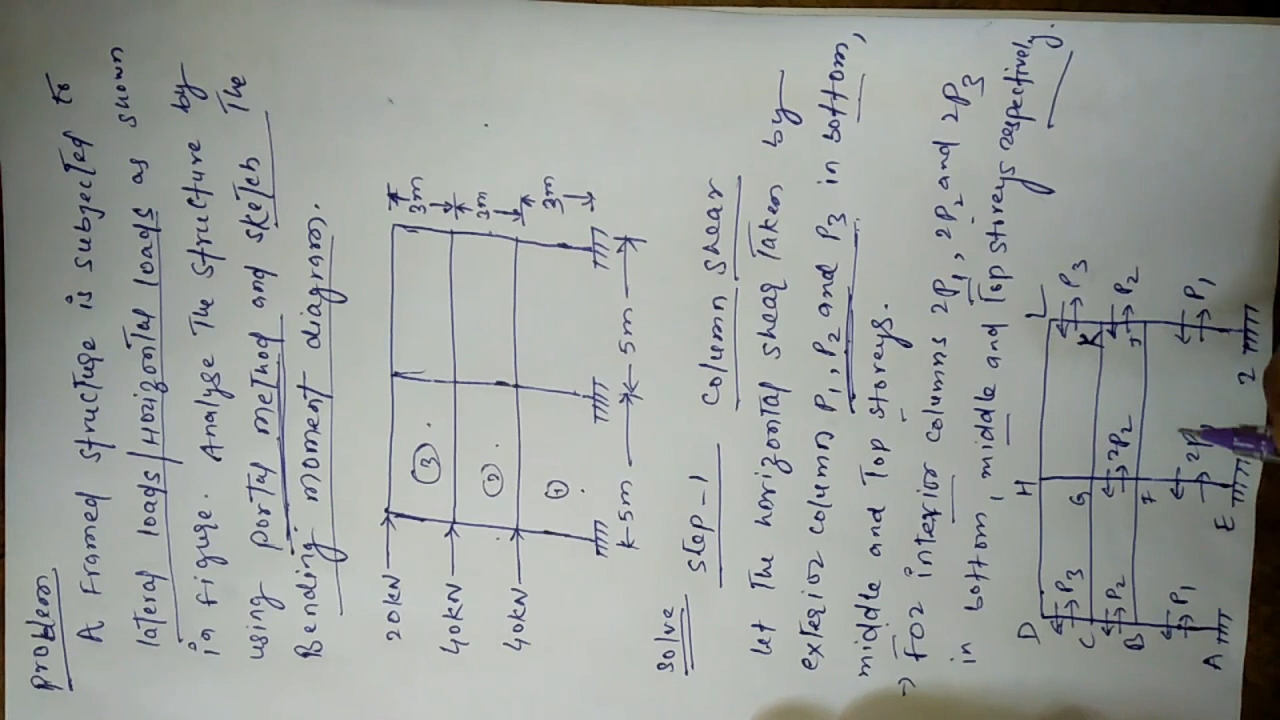 problem
A Framed structure is subjected to
lateral loads/Horizontal loads as shown
in figure. Analyse The structure by
using portal method and sketch The
Bending moment diagram.
20KN
40KN
40KN
③
②
①
3m
3m
3m
5m
5m
Solve
Step-1 column shear
Let The horizontal shear Taken by
exterior column P1, P2 and P3 in bottom,
middle and Top storeys.
→ For interior columns 2P1, 2P2 and 2P3
in bottom, middle and Top storeys respectively.
D H L
P3 P3
C G K
P2 2P2 P2
B F J
P1 2P P1
A E